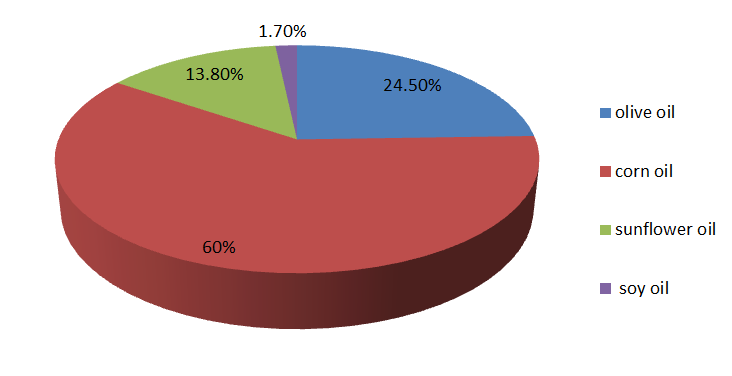 1.70%
13.80%
24.50%
60%
olive oil
corn oil
sunflower oil
soy oil